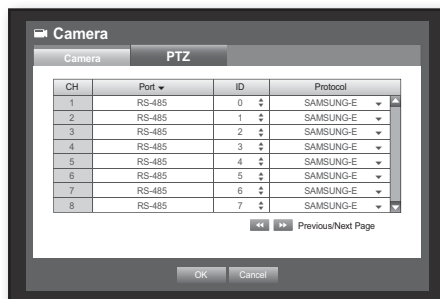 Camera
Camera PTZ
CH Port ID Protocol
1 RS-485 0 SAMSUNG-E
2 RS-485 1 SAMSUNG-E
3 RS-485 2 SAMSUNG-E
4 RS-485 3 SAMSUNG-E
5 RS-485 4 SAMSUNG-E
6 RS-485 5 SAMSUNG-E
7 RS-485 6 SAMSUNG-E
8 RS-485 7 SAMSUNG-E
Previous/Next Page
OK Cancel